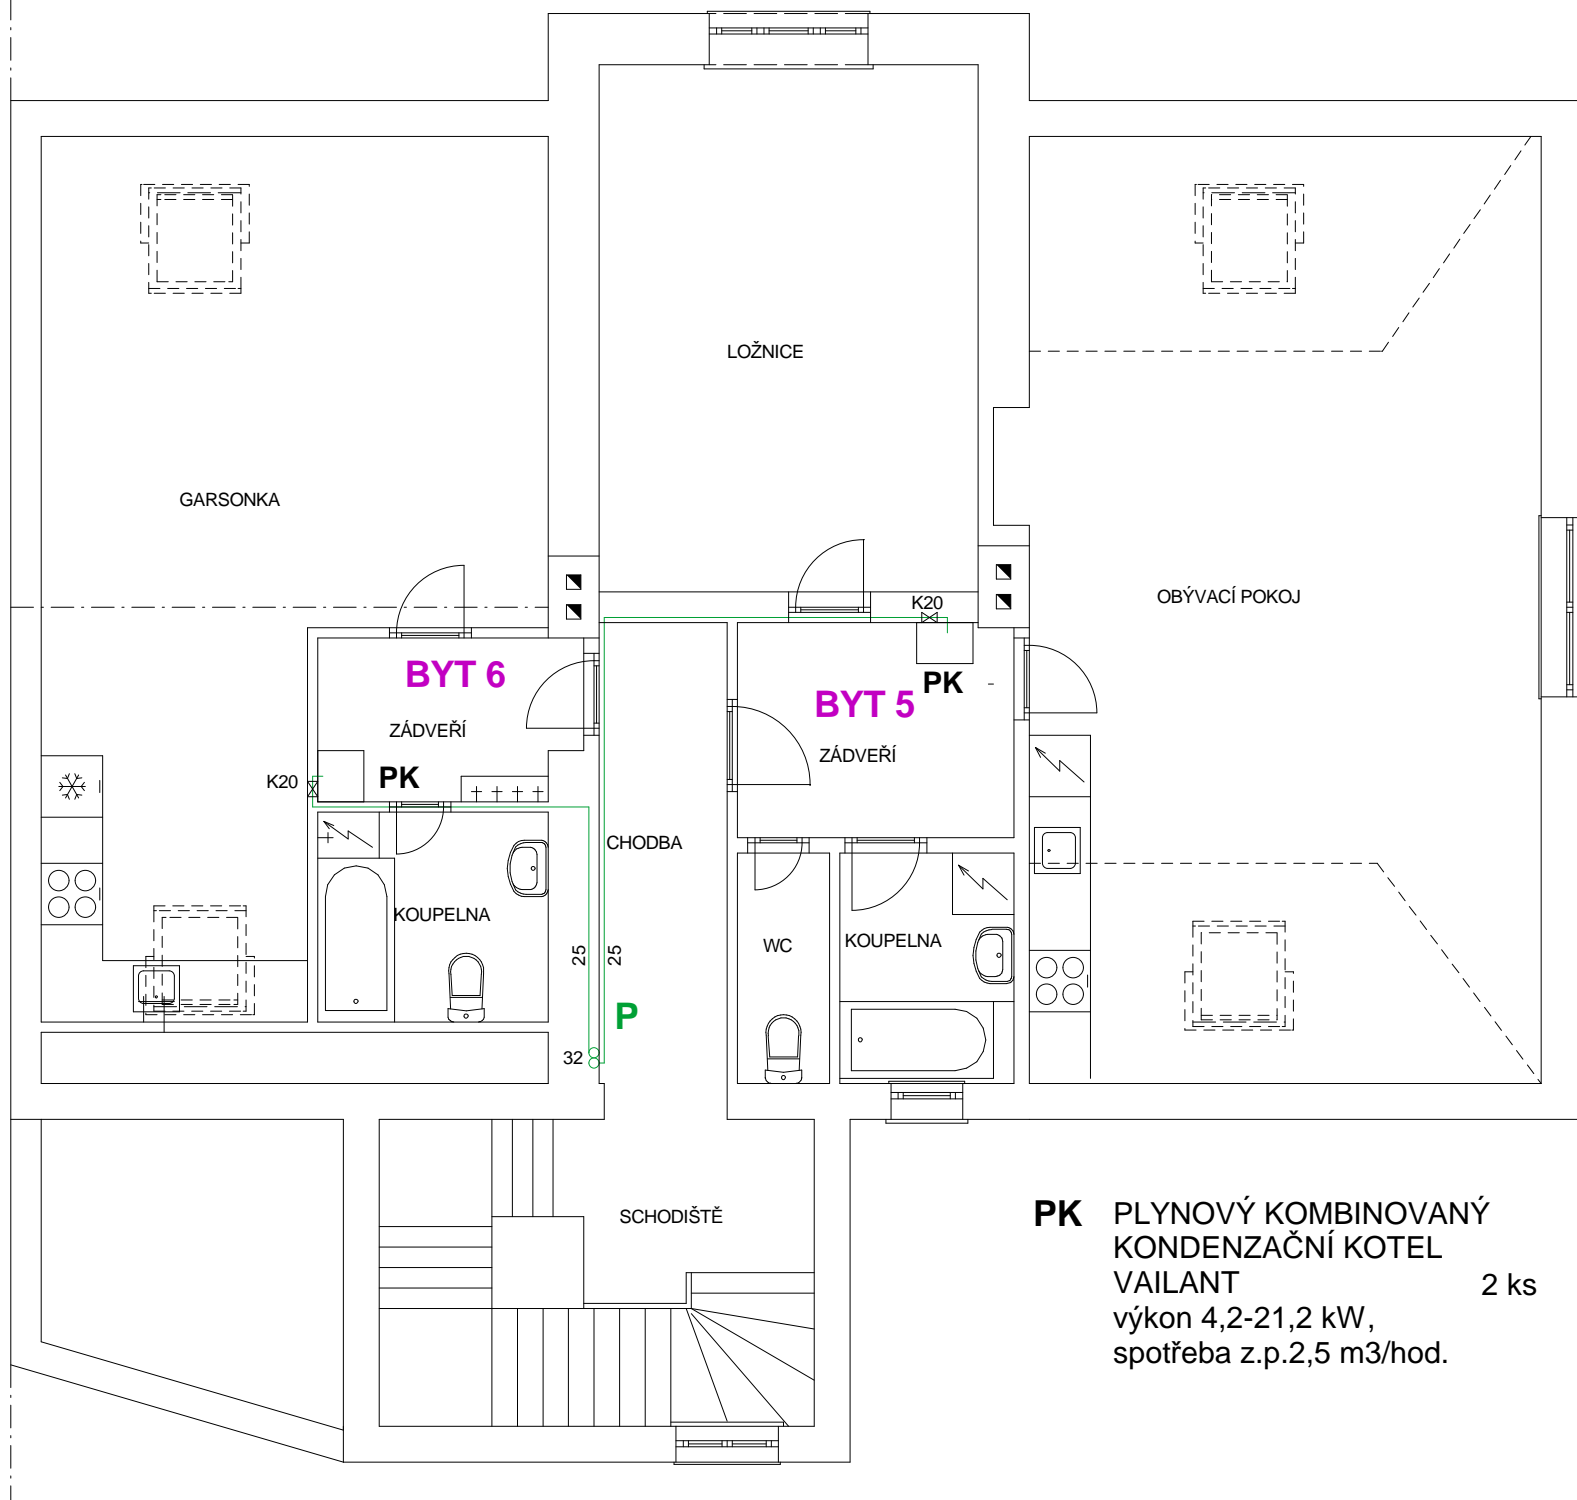 LOŽNICE
GARSONKA
OBÝVACÍ POKOJ
K20
BYT 6
PK
BYT 5
ZÁDVEŘÍ
ZÁDVEŘÍ
K20
PK
CHODBA
KOUPELNA
WC
KOUPELNA
25
25
P
32
SCHODIŠTĚ
PK PLYNOVÝ KOMBINOVANÝ
KONDENZAČNÍ KOTEL
VAILANT 2 ks
výkon 4,2-21,2 kW,
spotřeba z.p.2,5 m3/hod.